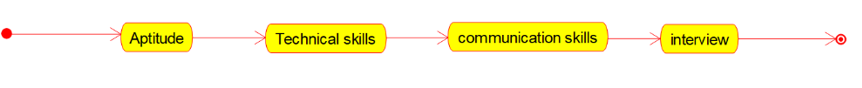 Aptitude
Technical skills
communication skills
interview